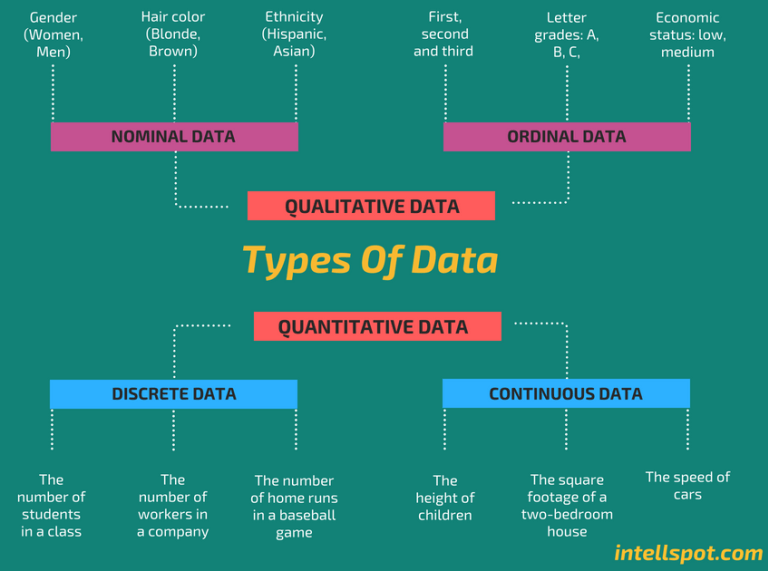 Gender
(Women,
Men)
Hair color
(Blonde,
Brown)
Ethnicity
(Hispanic,
Asian)
First,
second
and third
Letter
grades: A,
B, C,
Economic
status: low,
medium
NOMINAL DATA
ORDINAL DATA
QUALITATIVE DATA
Types Of Data
QUANTITATIVE DATA
DISCRETE DATA
CONTINUOUS DATA
The
number of
students
in a class
The
number of
workers in
a company
The number
of home runs
in a baseball
game
The
height of
children
The square
footage of a
two-bedroom
house
The speed of
cars
intellspot.com